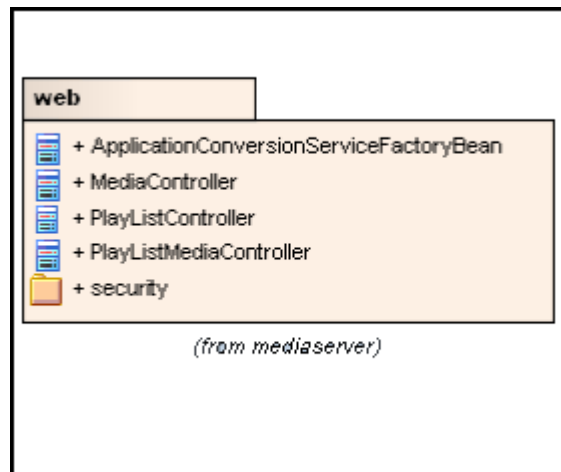 web
+ ApplicationConversionServiceFactoryBean
+ MediaController
+ PlayListController
+ PlayListMediaController
+ security
(from mediaserver)